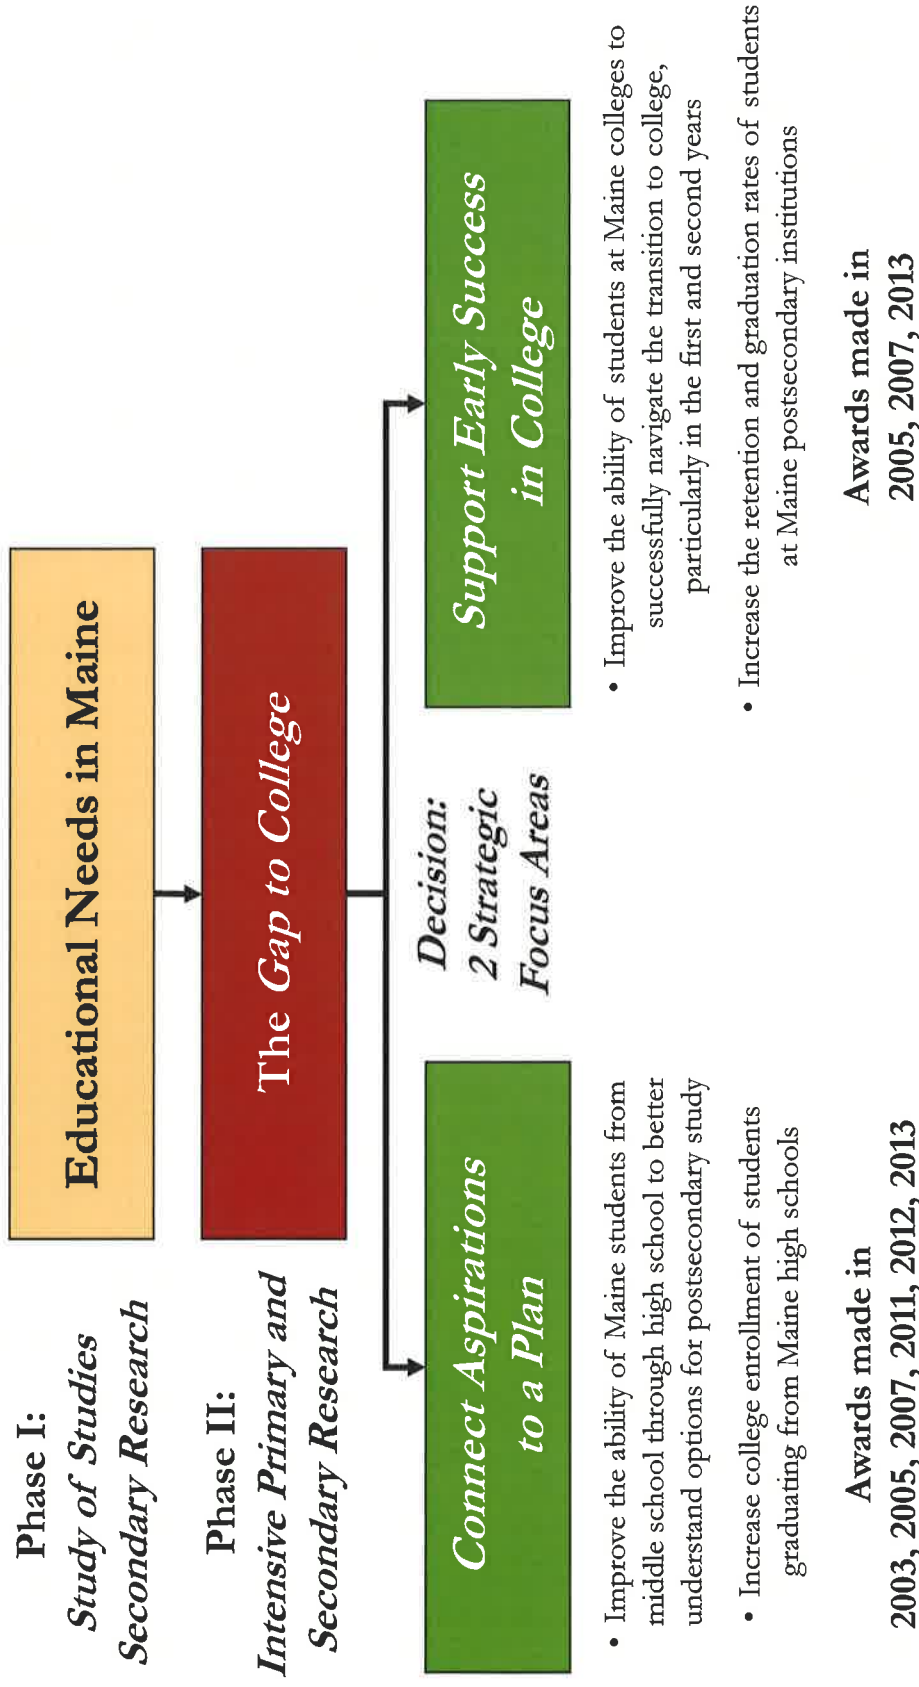 Phase I:
Study of Studies
Secondary Research
Educational Needs in Maine
Phase II:
Intensive Primary and
Secondary Research
The Gap to College
Decision:
2 Strategic
Focus Areas
Connect Aspirations
to a Plan
• Improve the ability of Maine students from
middle school through high school to better
understand options for postsecondary study
• Increase college enrollment of students
graduating from Maine high schools
Awards made in
2003, 2005, 2007, 2011, 2012, 2013
Support Early Success
in College
• Improve the ability of students at Maine colleges to
successfully navigate the transition to college,
particularly in the first and second years
• Increase the retention and graduation rates of students
at Maine postsecondary institutions
Awards made in
2005, 2007, 2013